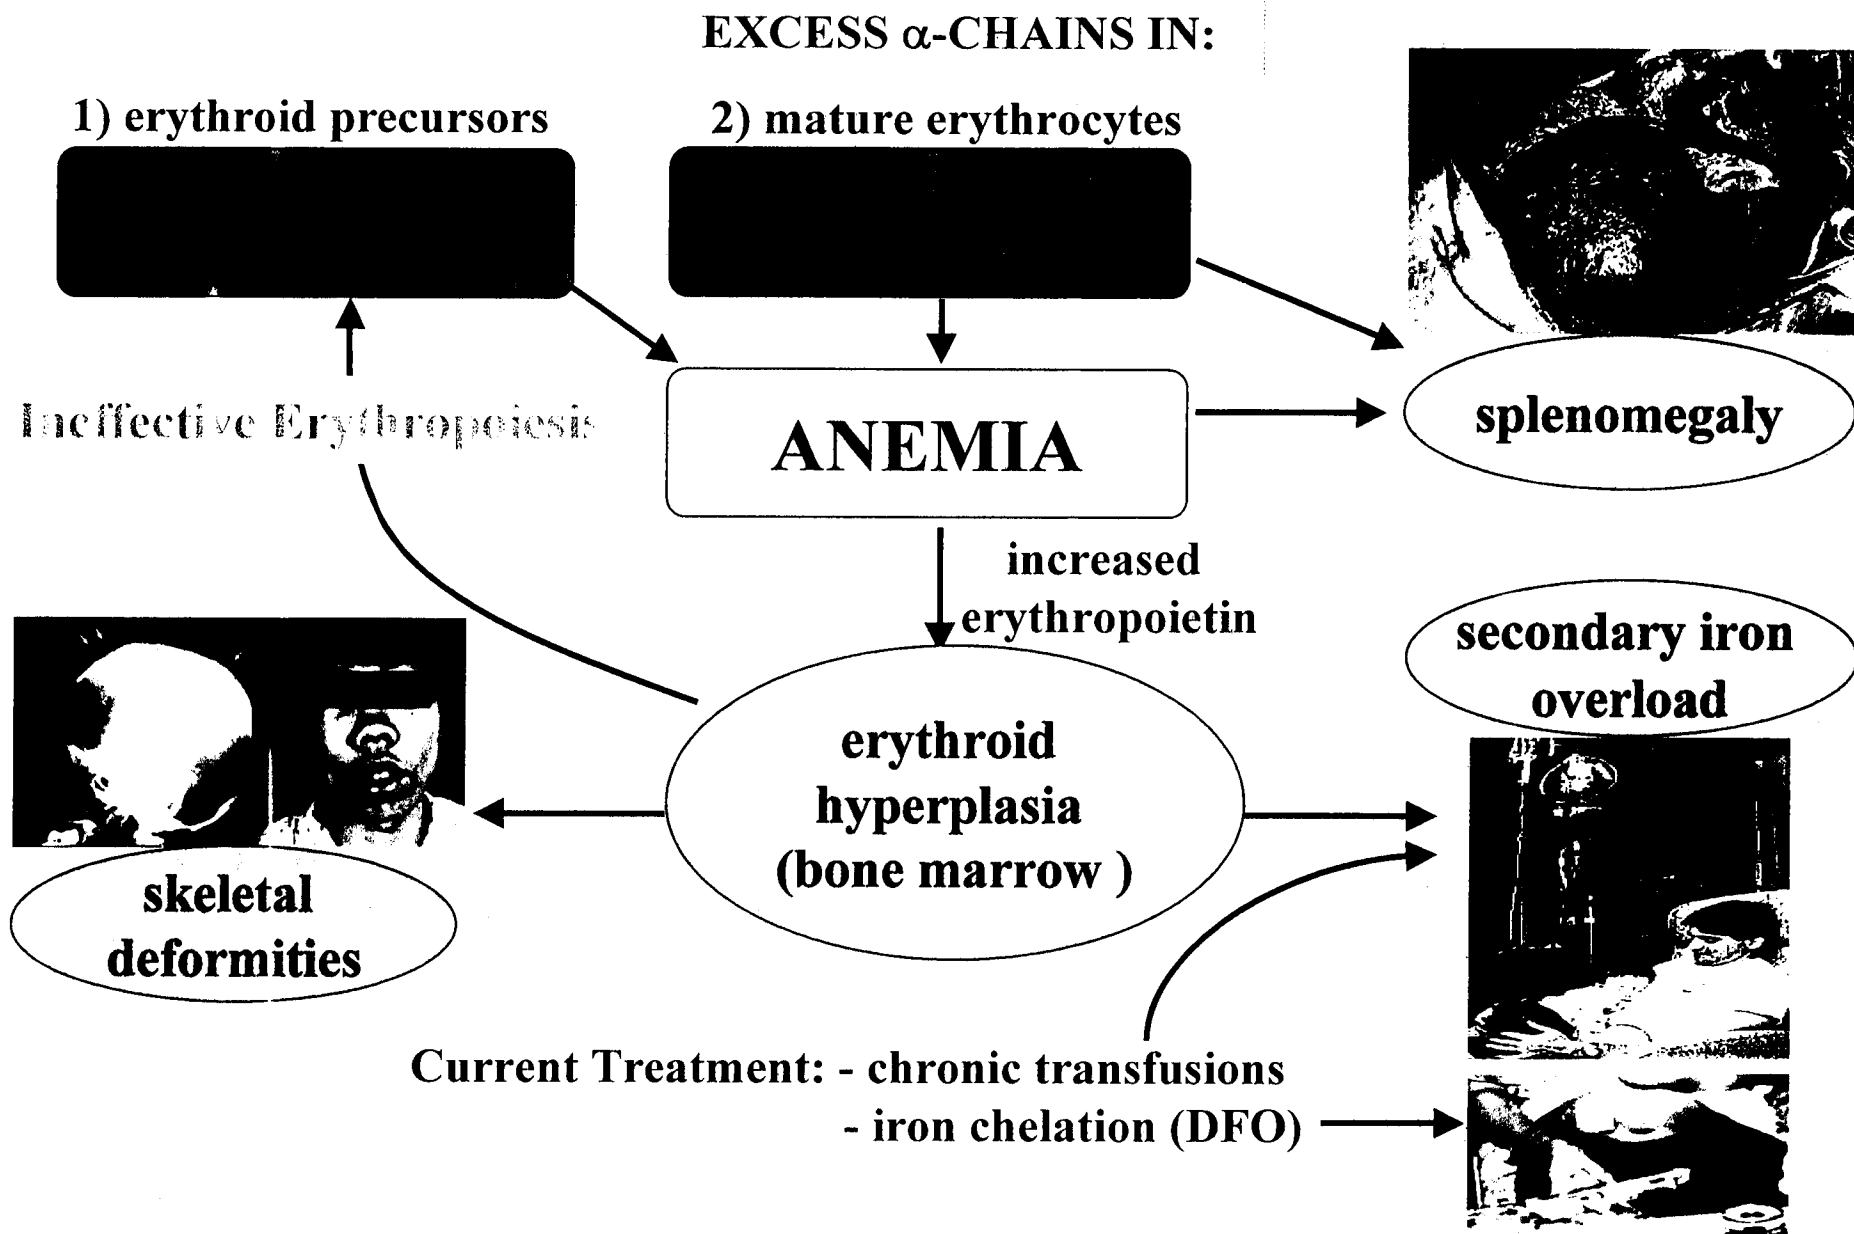 EXCESS α-CHAINS IN:
1) erythroid precursors
2) mature erythrocytes
Ineffective Erythropoiesis
ANEMIA
splenomegaly
increased
erythropoietin
secondary iron
overload
erythroid
hyperplasia
(bone marrow )
skeletal
deformities
Current Treatment: - chronic transfusions
- iron chelation (DFO)